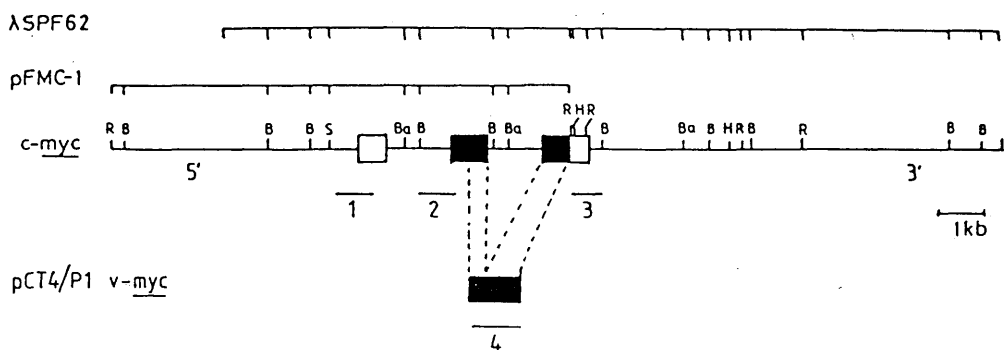 λSPF62
pFMC-1
R H R
c-myc R B B B S Ba B B Ba B Ba B H R B R B B
5' 3'
1 2 3
1kb
pCT4/P1 v-myc
4